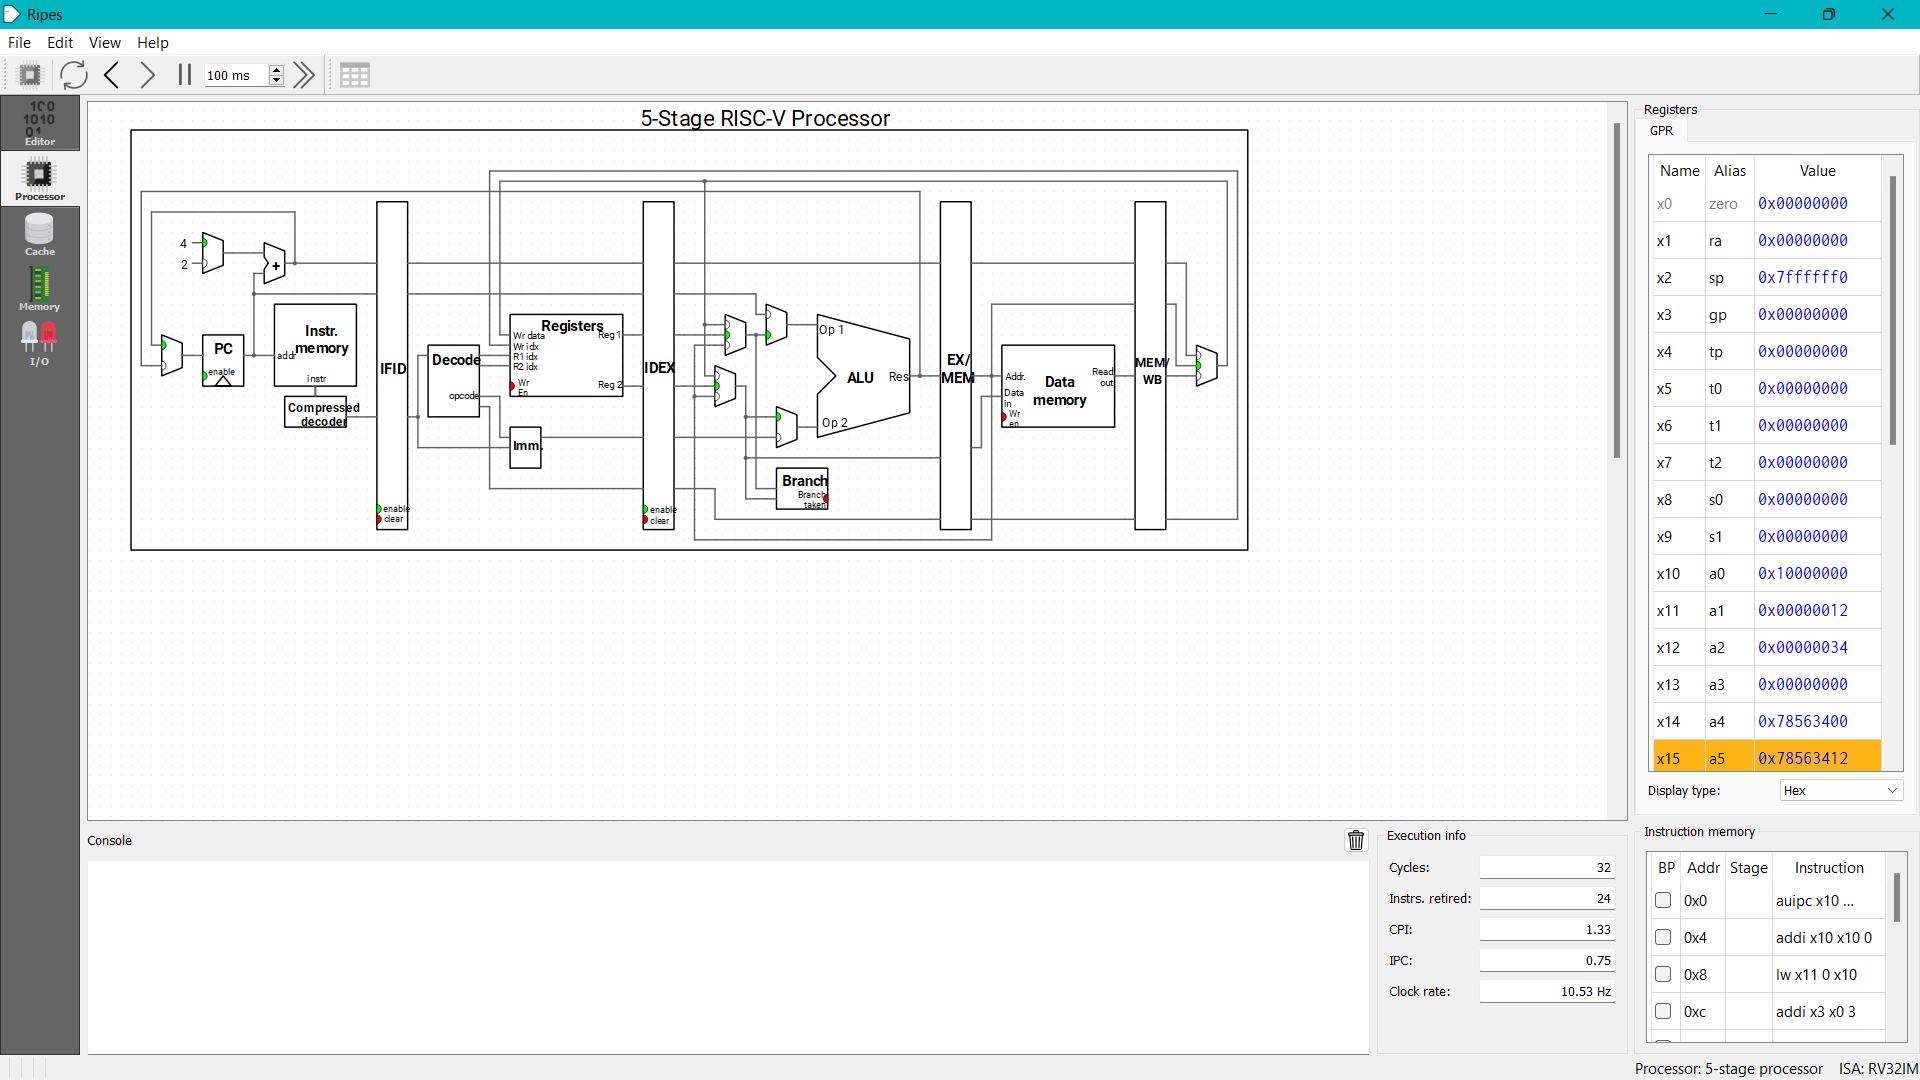 Ripes
File Edit View Help
100 ms
100
1010
01
Editor
Processor
Cache
Memory
I/O
5-Stage RISC-V Processor
4
2
+
PC
enable
Instr.
memory
addr
instr
Compressed
decoder
IFID
enable
clear
Decode
opcode
Registers
Wr data
Wr idx
R1 idx
R2 idx
Wr
En
Reg 1
Reg 2
Imm.
IDEX
enable
clear
Op 1
ALU
Res
Op 2
Branch
Branch
taken
EX/
MEM
Addr.
Data
in
Wr
en
Data
memory
Read
out
MEM/
WB
Registers
GPR
Name Alias Value
x0 zero 0x00000000
x1 ra 0x00000000
x2 sp 0x7ffffff0
x3 gp 0x00000000
x4 tp 0x00000000
x5 t0 0x00000000
x6 t1 0x00000000
x7 t2 0x00000000
x8 s0 0x00000000
x9 s1 0x00000000
x10 a0 0x10000000
x11 a1 0x00000012
x12 a2 0x00000034
x13 a3 0x00000000
x14 a4 0x78563400
x15 a5 0x78563412
Display type: Hex
Console
Execution info
Cycles: 32
Instrs. retired: 24
CPI: 1.33
IPC: 0.75
Clock rate: 10.53 Hz
Instruction memory
BP Addr Stage Instruction
0x0 auipc x10 ...
0x4 addi x10 x10 0
0x8 lw x11 0 x10
0xc addi x3 x0 3
Processor: 5-stage processor ISA: RV32IM